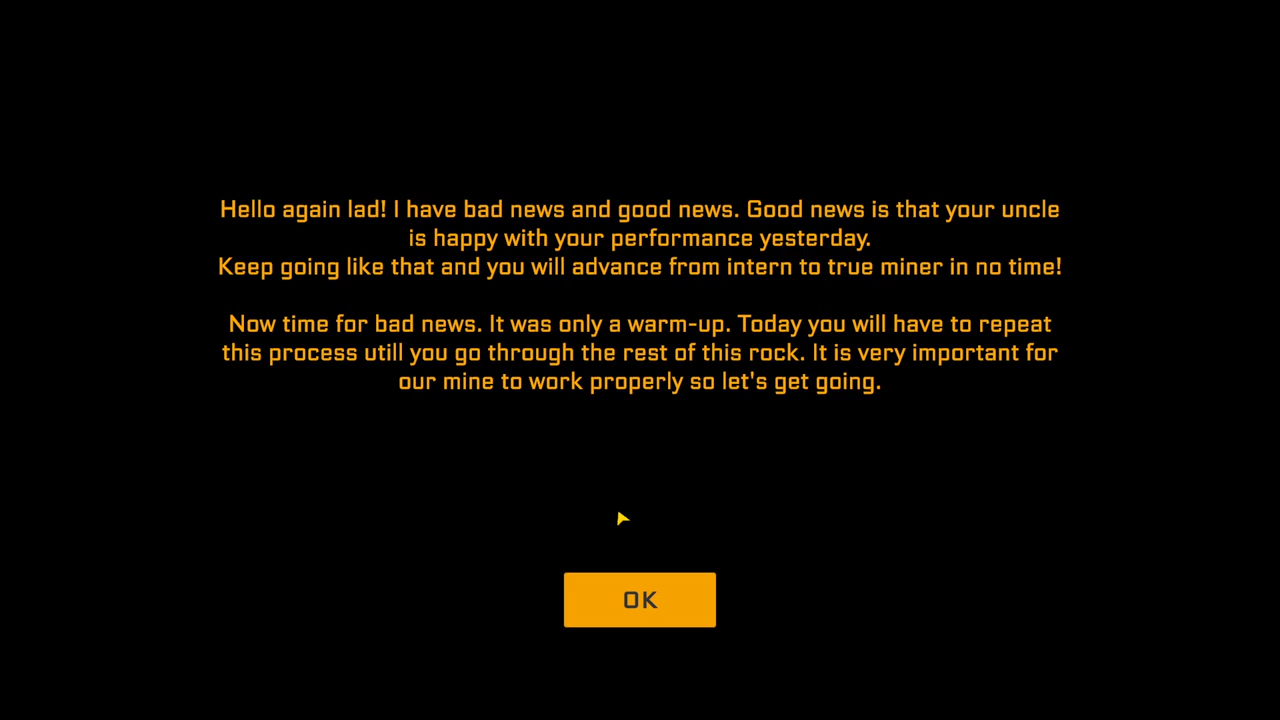 Hello again lad! I have bad news and good news. Good news is that your uncle
is happy with your performance yesterday.
Keep going like that and you will advance from intern to true miner in no time!
Now time for bad news. It was only a warm-up. Today you will have to repeat
this process utill you go through the rest of this rock. It is very important for
our mine to work properly so let's get going.
OK